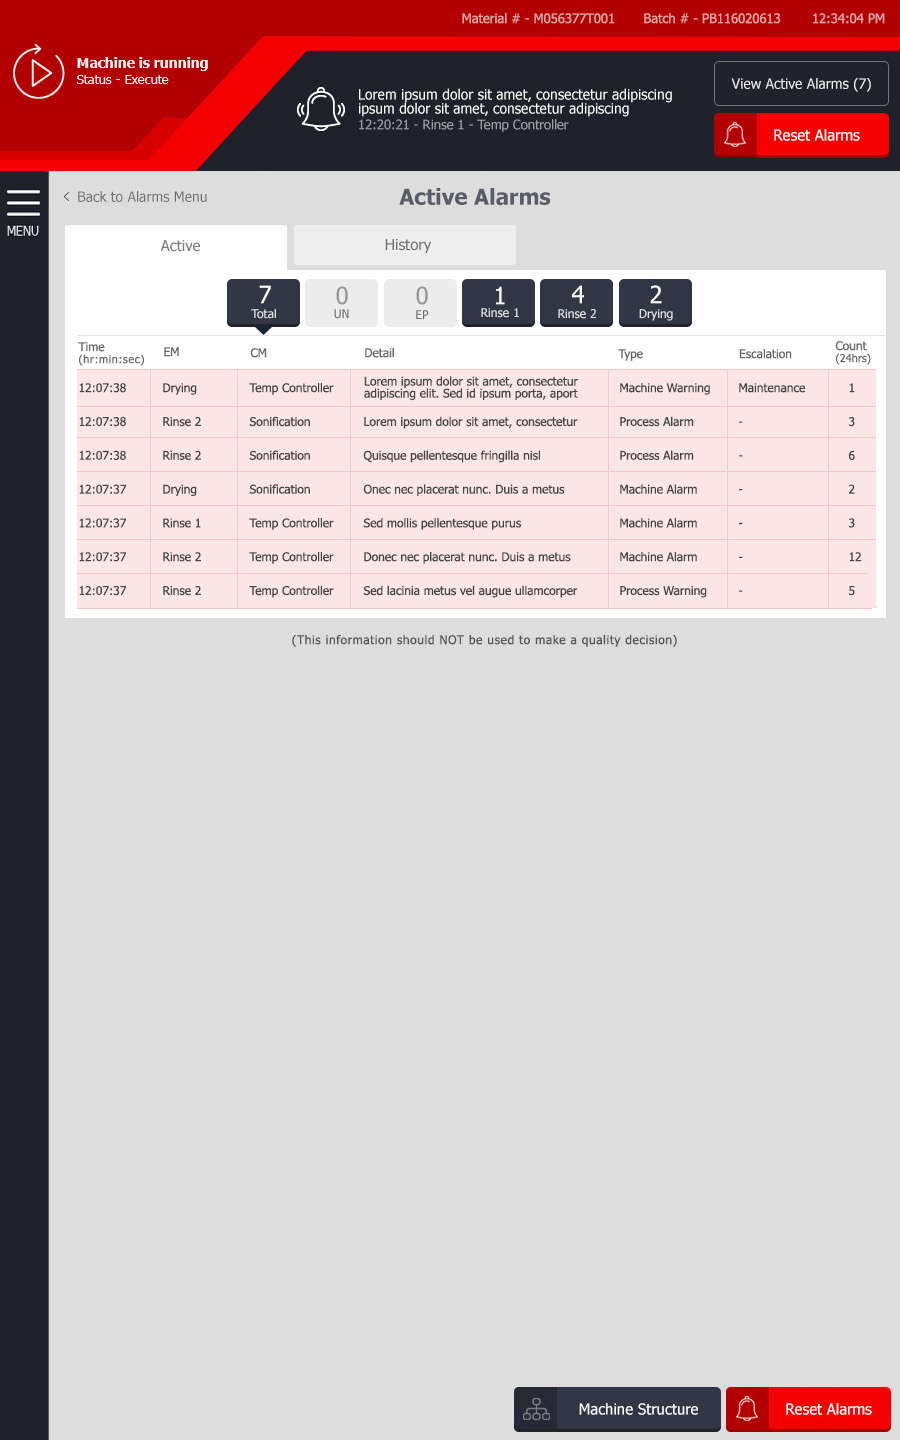 Material # - M056377T001 Batch # - PB116020613 12:34:04 PM
Machine is running
Status - Execute
Lorem ipsum dolor sit amet, consectetur adipiscing
ipsum dolor sit amet, consectetur adipiscing
12:20:21 - Rinse 1 - Temp Controller
View Active Alarms (7)
Reset Alarms
MENU
Back to Alarms Menu
Active Alarms
Active History
7 0 0 1 4 2
Total UN EP Rinse 1 Rinse 2 Drying
Time (hr:min:sec) EM CM Detail Type Escalation Count (24hrs)
12:07:38 Drying Temp Controller Lorem ipsum dolor sit amet, consectetur adipiscing elit. Sed id ipsum porta, aport Machine Warning Maintenance 1
12:07:38 Rinse 2 Sonification Lorem ipsum dolor sit amet, consectetur Process Alarm - 3
12:07:38 Rinse 2 Sonification Quisque pellentesque fringilla nisl Process Alarm - 6
12:07:37 Drying Sonification Onec nec placerat nunc. Duis a metus Machine Alarm - 2
12:07:37 Rinse 1 Temp Controller Sed mollis pellentesque purus Machine Alarm - 3
12:07:37 Rinse 2 Temp Controller Donec nec placerat nunc. Duis a metus Machine Alarm - 12
12:07:37 Rinse 2 Temp Controller Sed lacinia metus vel augue ullamcorper Process Warning - 5
(This information should NOT be used to make a quality decision)
Machine Structure
Reset Alarms